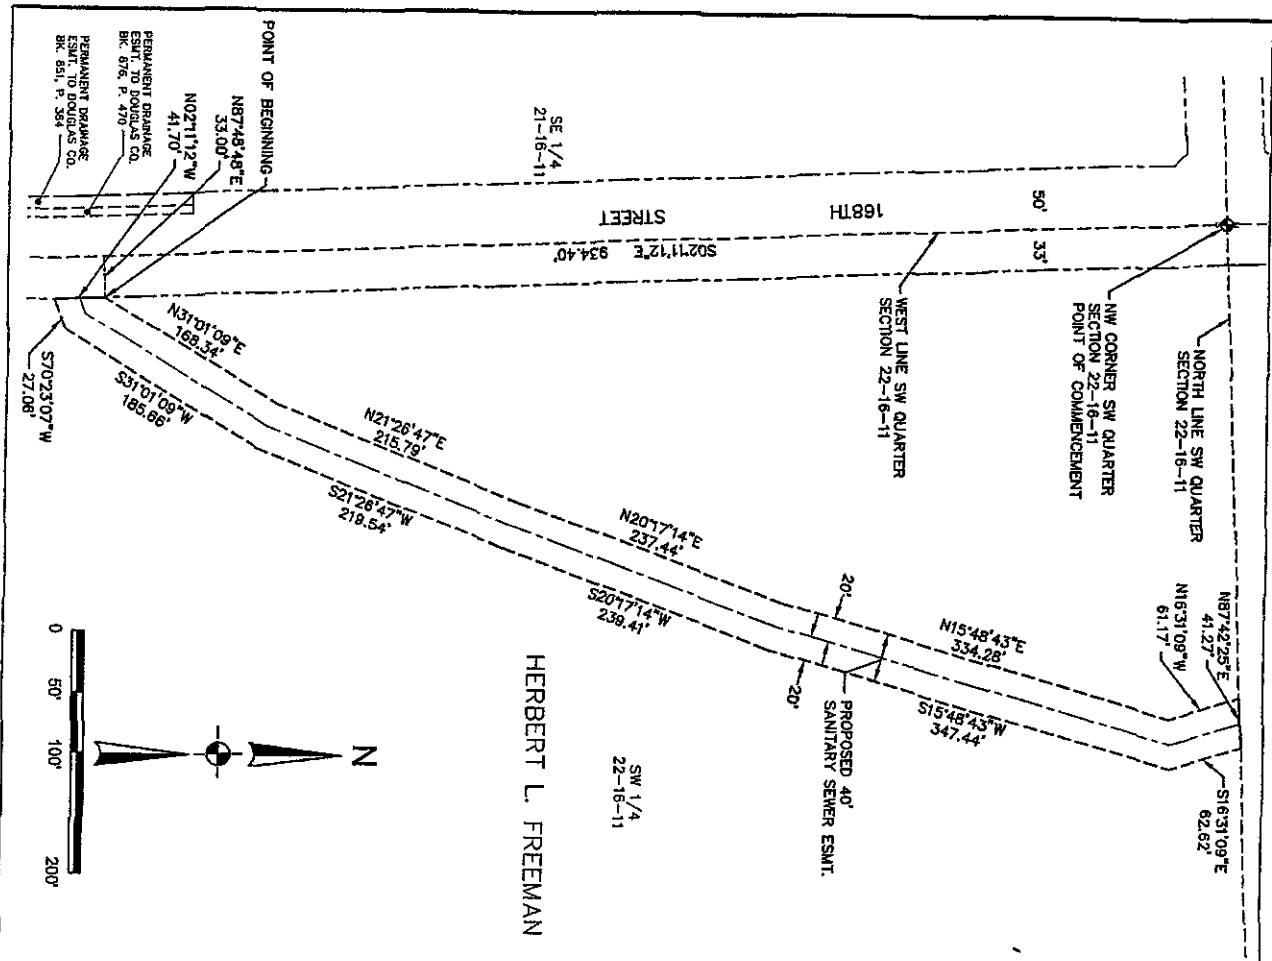 POINT OF BEGINNING
PERMANENT DRAINAGE
ESMT. TO DOUGLAS CO.
BK. 876, P. 470
PERMANENT DRAINAGE
ESMT. TO DOUGLAS CO.
BK. 851, P. 364
N02°11'12"W
41.70'
N87°48'48"E
33.00'
SE 1/4
21-16-11
168TH
STREET
S02°11'12"E
934.40'
50'
33'
WEST LINE SW QUARTER
SECTION 22-16-11
NW CORNER SW QUARTER
SECTION 22-16-11
POINT OF COMMENCEMENT
NORTH LINE SW QUARTER
SECTION 22-16-11
N87°42'25"E
41.27'
N16°31'09"W
61.17'
S16°31'09"E
62.62'
N15°48'43"E
334.28'
S15°48'43"W
347.44'
20'
20'
PROPOSED 40'
SANITARY SEWER ESMT.
N20°17'14"E
237.44'
S20°17'14"W
239.41'
N21°26'47"E
215.79'
S21°26'47"W
219.54'
N31°01'09"E
168.34'
S31°01'09"W
185.66'
S70°23'07"W
27.06'
SW 1/4
22-16-11
HERBERT L. FREEMAN
N
0
50'
100'
200'